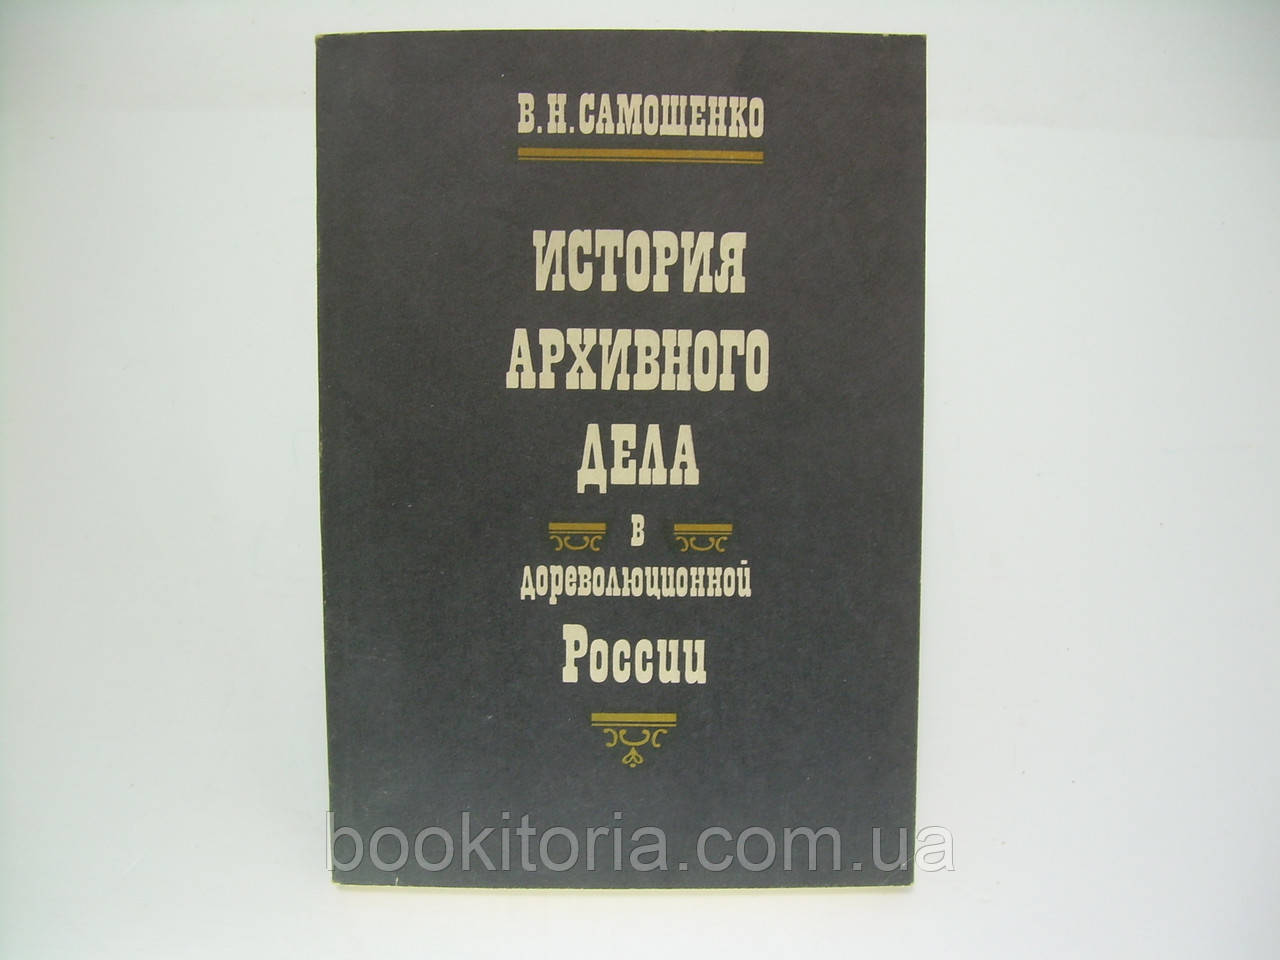 В. Н. САМОШЕНКО
ИСТОРИЯ
АРХИВНОГО
ДЕЛА
в
дореволюционной
России
bookitoria.com.ua